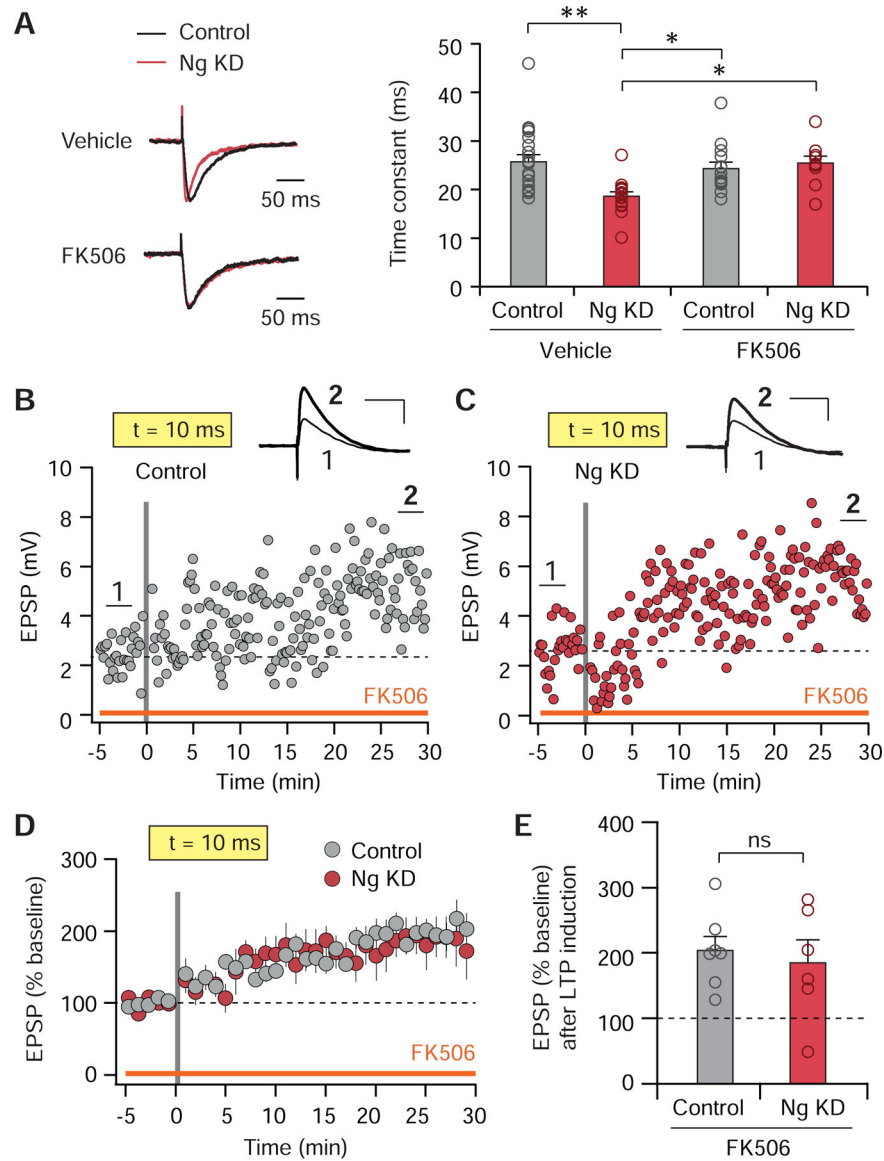 A
Control
Ng KD
Vehicle
50 ms
FK506
50 ms
Time constant (ms)
50
40
30
20
10
0
**
*
*
Control Ng KD Control Ng KD
Vehicle FK506
B
t = 10 ms
Control
2
1
EPSP (mV)
10
8
6
4
2
0
1
2
FK506
-5 0 5 10 15 20 25 30
Time (min)
C
t = 10 ms
Ng KD
2
1
EPSP (mV)
10
8
6
4
2
0
1
2
FK506
-5 0 5 10 15 20 25 30
Time (min)
D
t = 10 ms
Control
Ng KD
EPSP (% baseline)
300
200
100
0
FK506
-5 0 5 10 15 20 25 30
Time (min)
E
EPSP (% baseline)
after LTP induction
400
300
200
100
0
ns
Control Ng KD
FK506